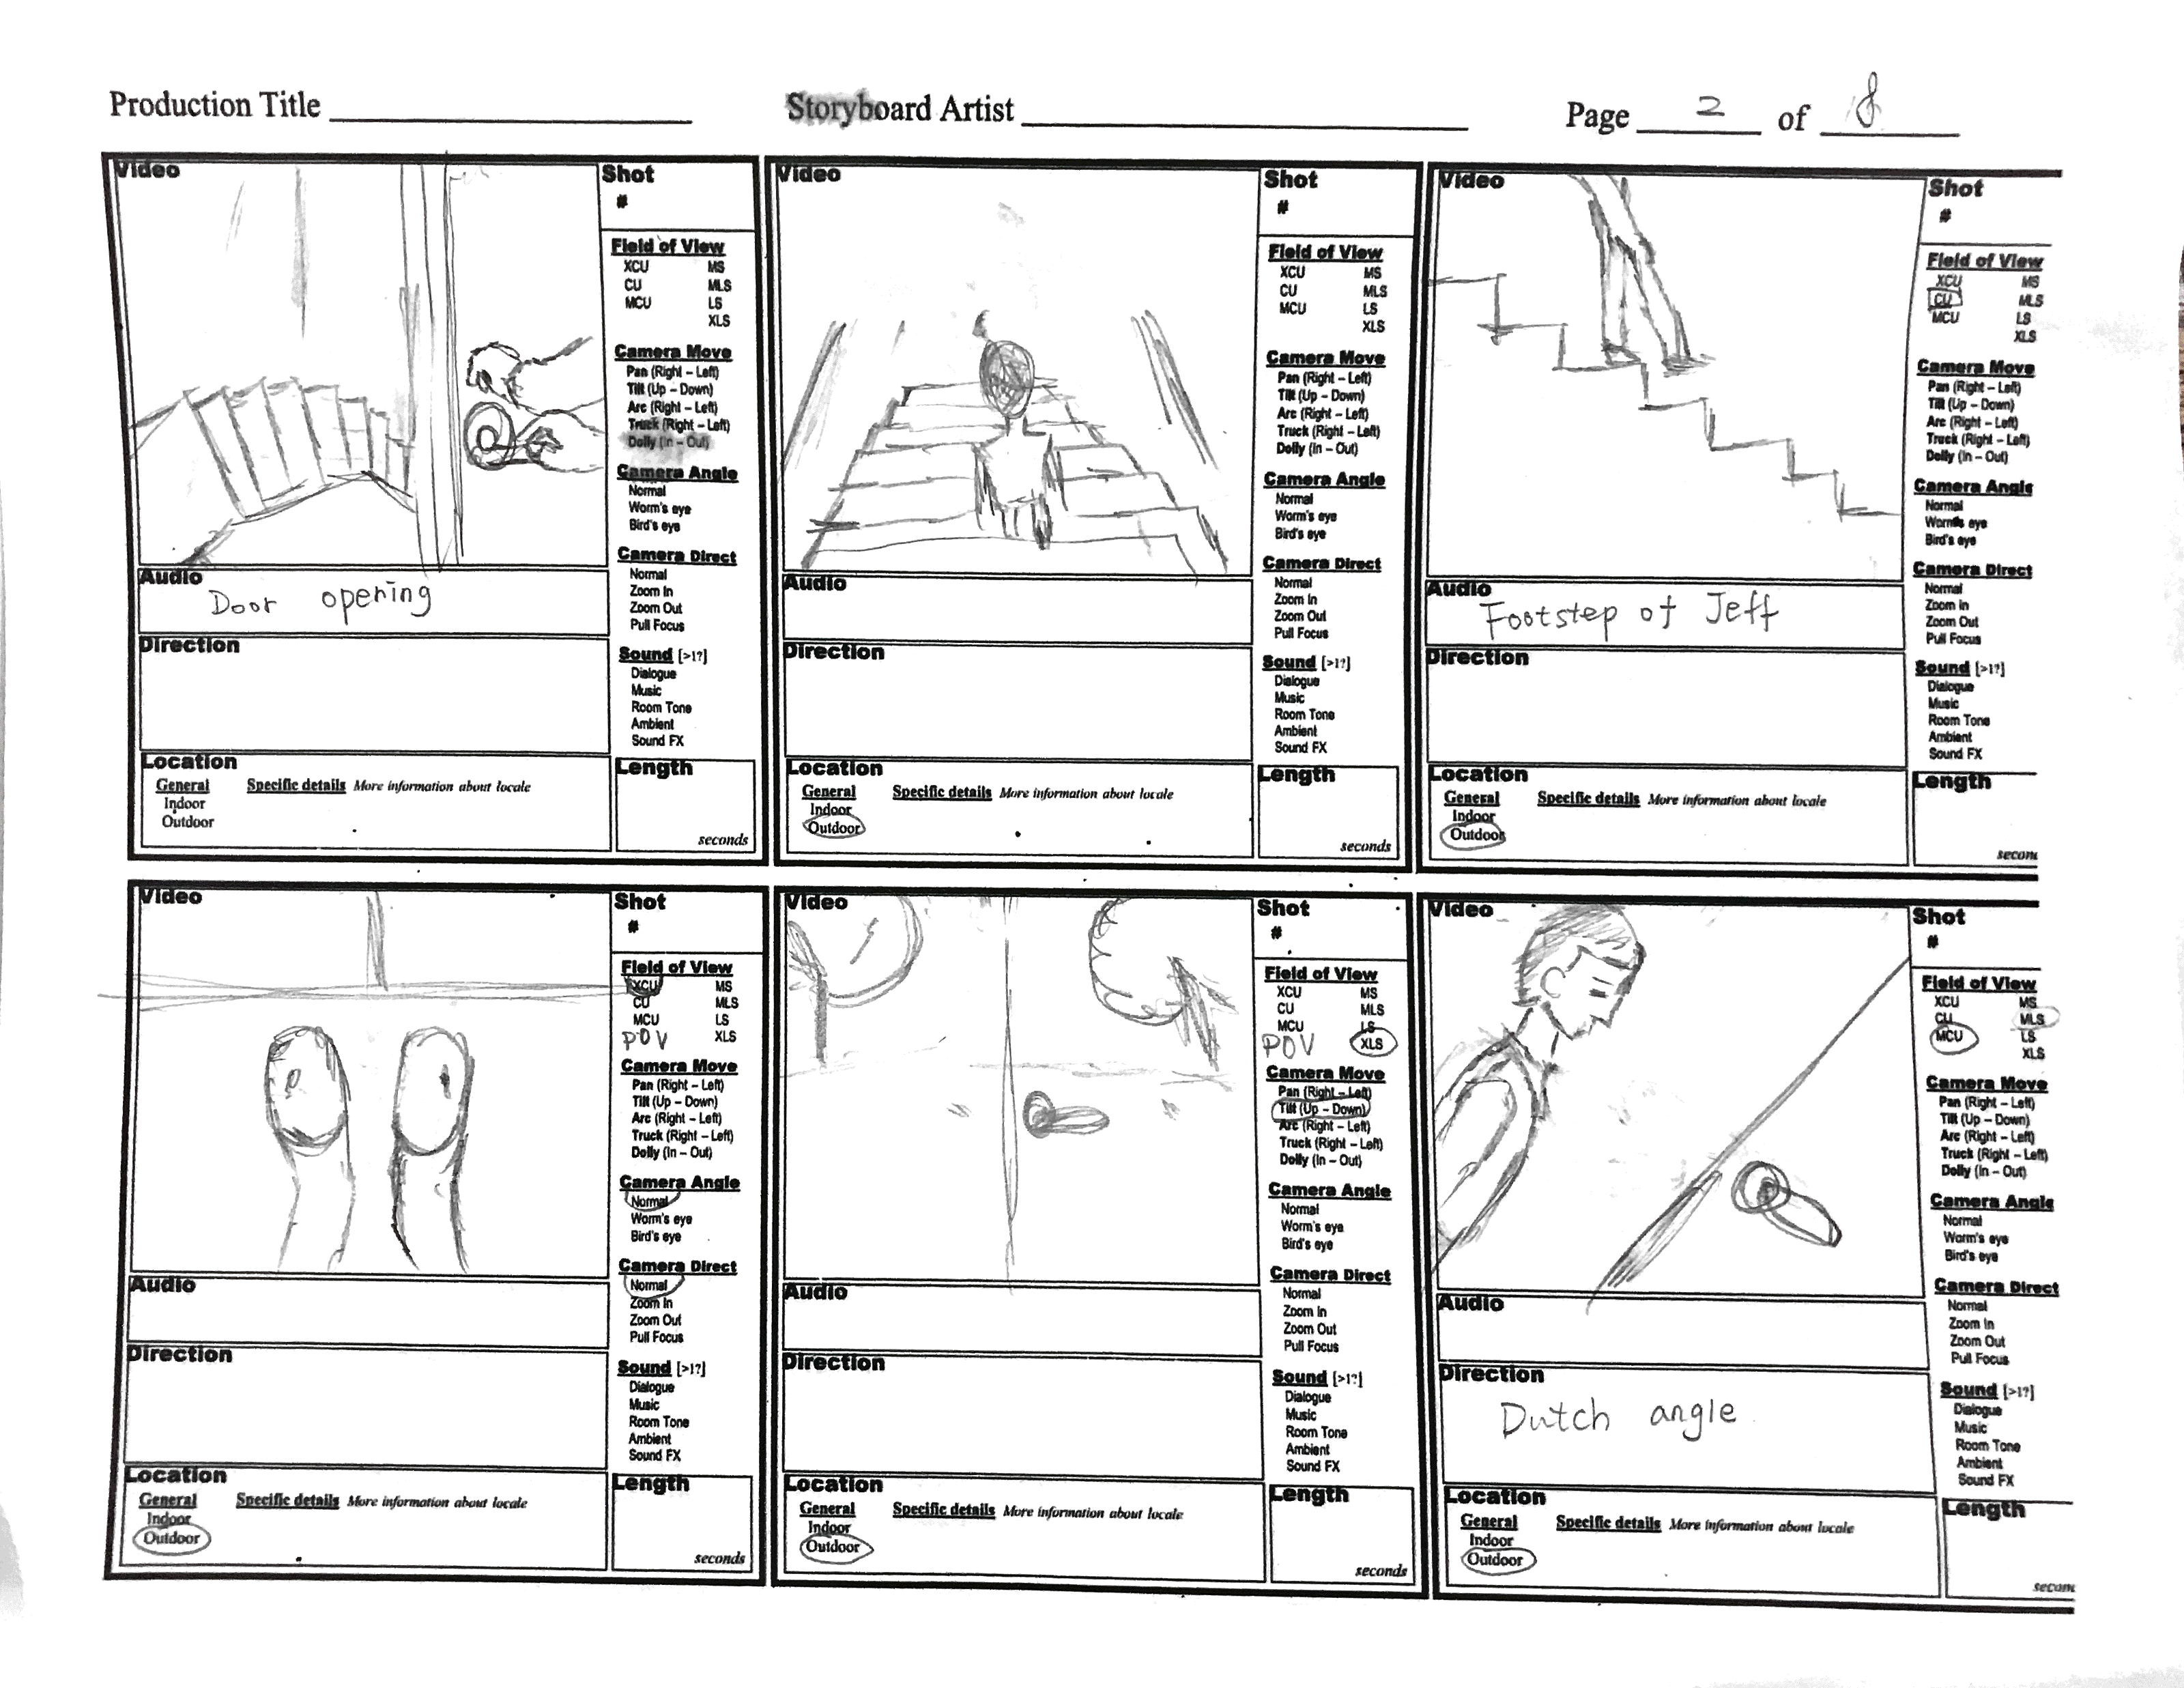 Production Title
Storyboard Artist
Page 2 of 8
Video
Shot
#
Field of View
XCU MS
CU MLS
MCU LS
XLS
Camera Move
Pan (Right – Left)
Tilt (Up – Down)
Arc (Right – Left)
Truck (Right – Left)
Dolly (In – Out)
Camera Angle
Normal
Worm's eye
Bird's eye
Camera Direct
Normal
Zoom In
Zoom Out
Pull Focus
Sound [>1?]
Dialogue
Music
Room Tone
Ambient
Sound FX
Audio
Door opening
Direction
Location
General Specific details More information about locale
Indoor
Outdoor
Length
seconds
Video
Shot
#
Field of View
XCU MS
CU MLS
MCU LS
XLS
Camera Move
Pan (Right – Left)
Tilt (Up – Down)
Arc (Right – Left)
Truck (Right – Left)
Dolly (In – Out)
Camera Angle
Normal
Worm's eye
Bird's eye
Camera Direct
Normal
Zoom In
Zoom Out
Pull Focus
Sound [>1?]
Dialogue
Music
Room Tone
Ambient
Sound FX
Audio
Direction
Location
General Specific details More information about locale
Indoor
Outdoor
Length
seconds
Video
Shot
#
Field of View
XCU MS
CU MLS
MCU LS
XLS
Camera Move
Pan (Right – Left)
Tilt (Up – Down)
Arc (Right – Left)
Truck (Right – Left)
Dolly (In – Out)
Camera Angle
Normal
Worm's eye
Bird's eye
Camera Direct
Normal
Zoom In
Zoom Out
Pull Focus
Sound [>1?]
Dialogue
Music
Room Tone
Ambient
Sound FX
Audio
Footstep of Jeff
Direction
Location
General Specific details More information about locale
Indoor
Outdoor
Length
Video
Shot
#
Field of View
XCU MS
CU MLS
MCU LS
POV XLS
Camera Move
Pan (Right – Left)
Tilt (Up – Down)
Arc (Right – Left)
Truck (Right – Left)
Dolly (In – Out)
Camera Angle
Normal
Worm's eye
Bird's eye
Camera Direct
Normal
Zoom In
Zoom Out
Pull Focus
Sound [>1?]
Dialogue
Music
Room Tone
Ambient
Sound FX
Audio
Direction
Location
General Specific details More information about locale
Indoor
Outdoor
Length
seconds
Video
Shot
#
Field of View
XCU MS
CU MLS
MCU LS
POV XLS
Camera Move
Pan (Right – Left)
Tilt (Up – Down)
Arc (Right – Left)
Truck (Right – Left)
Dolly (In – Out)
Camera Angle
Normal
Worm's eye
Bird's eye
Camera Direct
Normal
Zoom In
Zoom Out
Pull Focus
Sound [>1?]
Dialogue
Music
Room Tone
Ambient
Sound FX
Audio
Direction
Location
General Specific details More information about locale
Indoor
Outdoor
Length
seconds
Video
Shot
#
Field of View
XCU MS
CU MLS
MCU LS
XLS
Camera Move
Pan (Right – Left)
Tilt (Up – Down)
Arc (Right – Left)
Truck (Right – Left)
Dolly (In – Out)
Camera Angle
Normal
Worm's eye
Bird's eye
Camera Direct
Normal
Zoom In
Zoom Out
Pull Focus
Sound [>1?]
Dialogue
Music
Room Tone
Ambient
Sound FX
Audio
Direction
Dutch angle
Location
General Specific details More information about locale
Indoor
Outdoor
Length